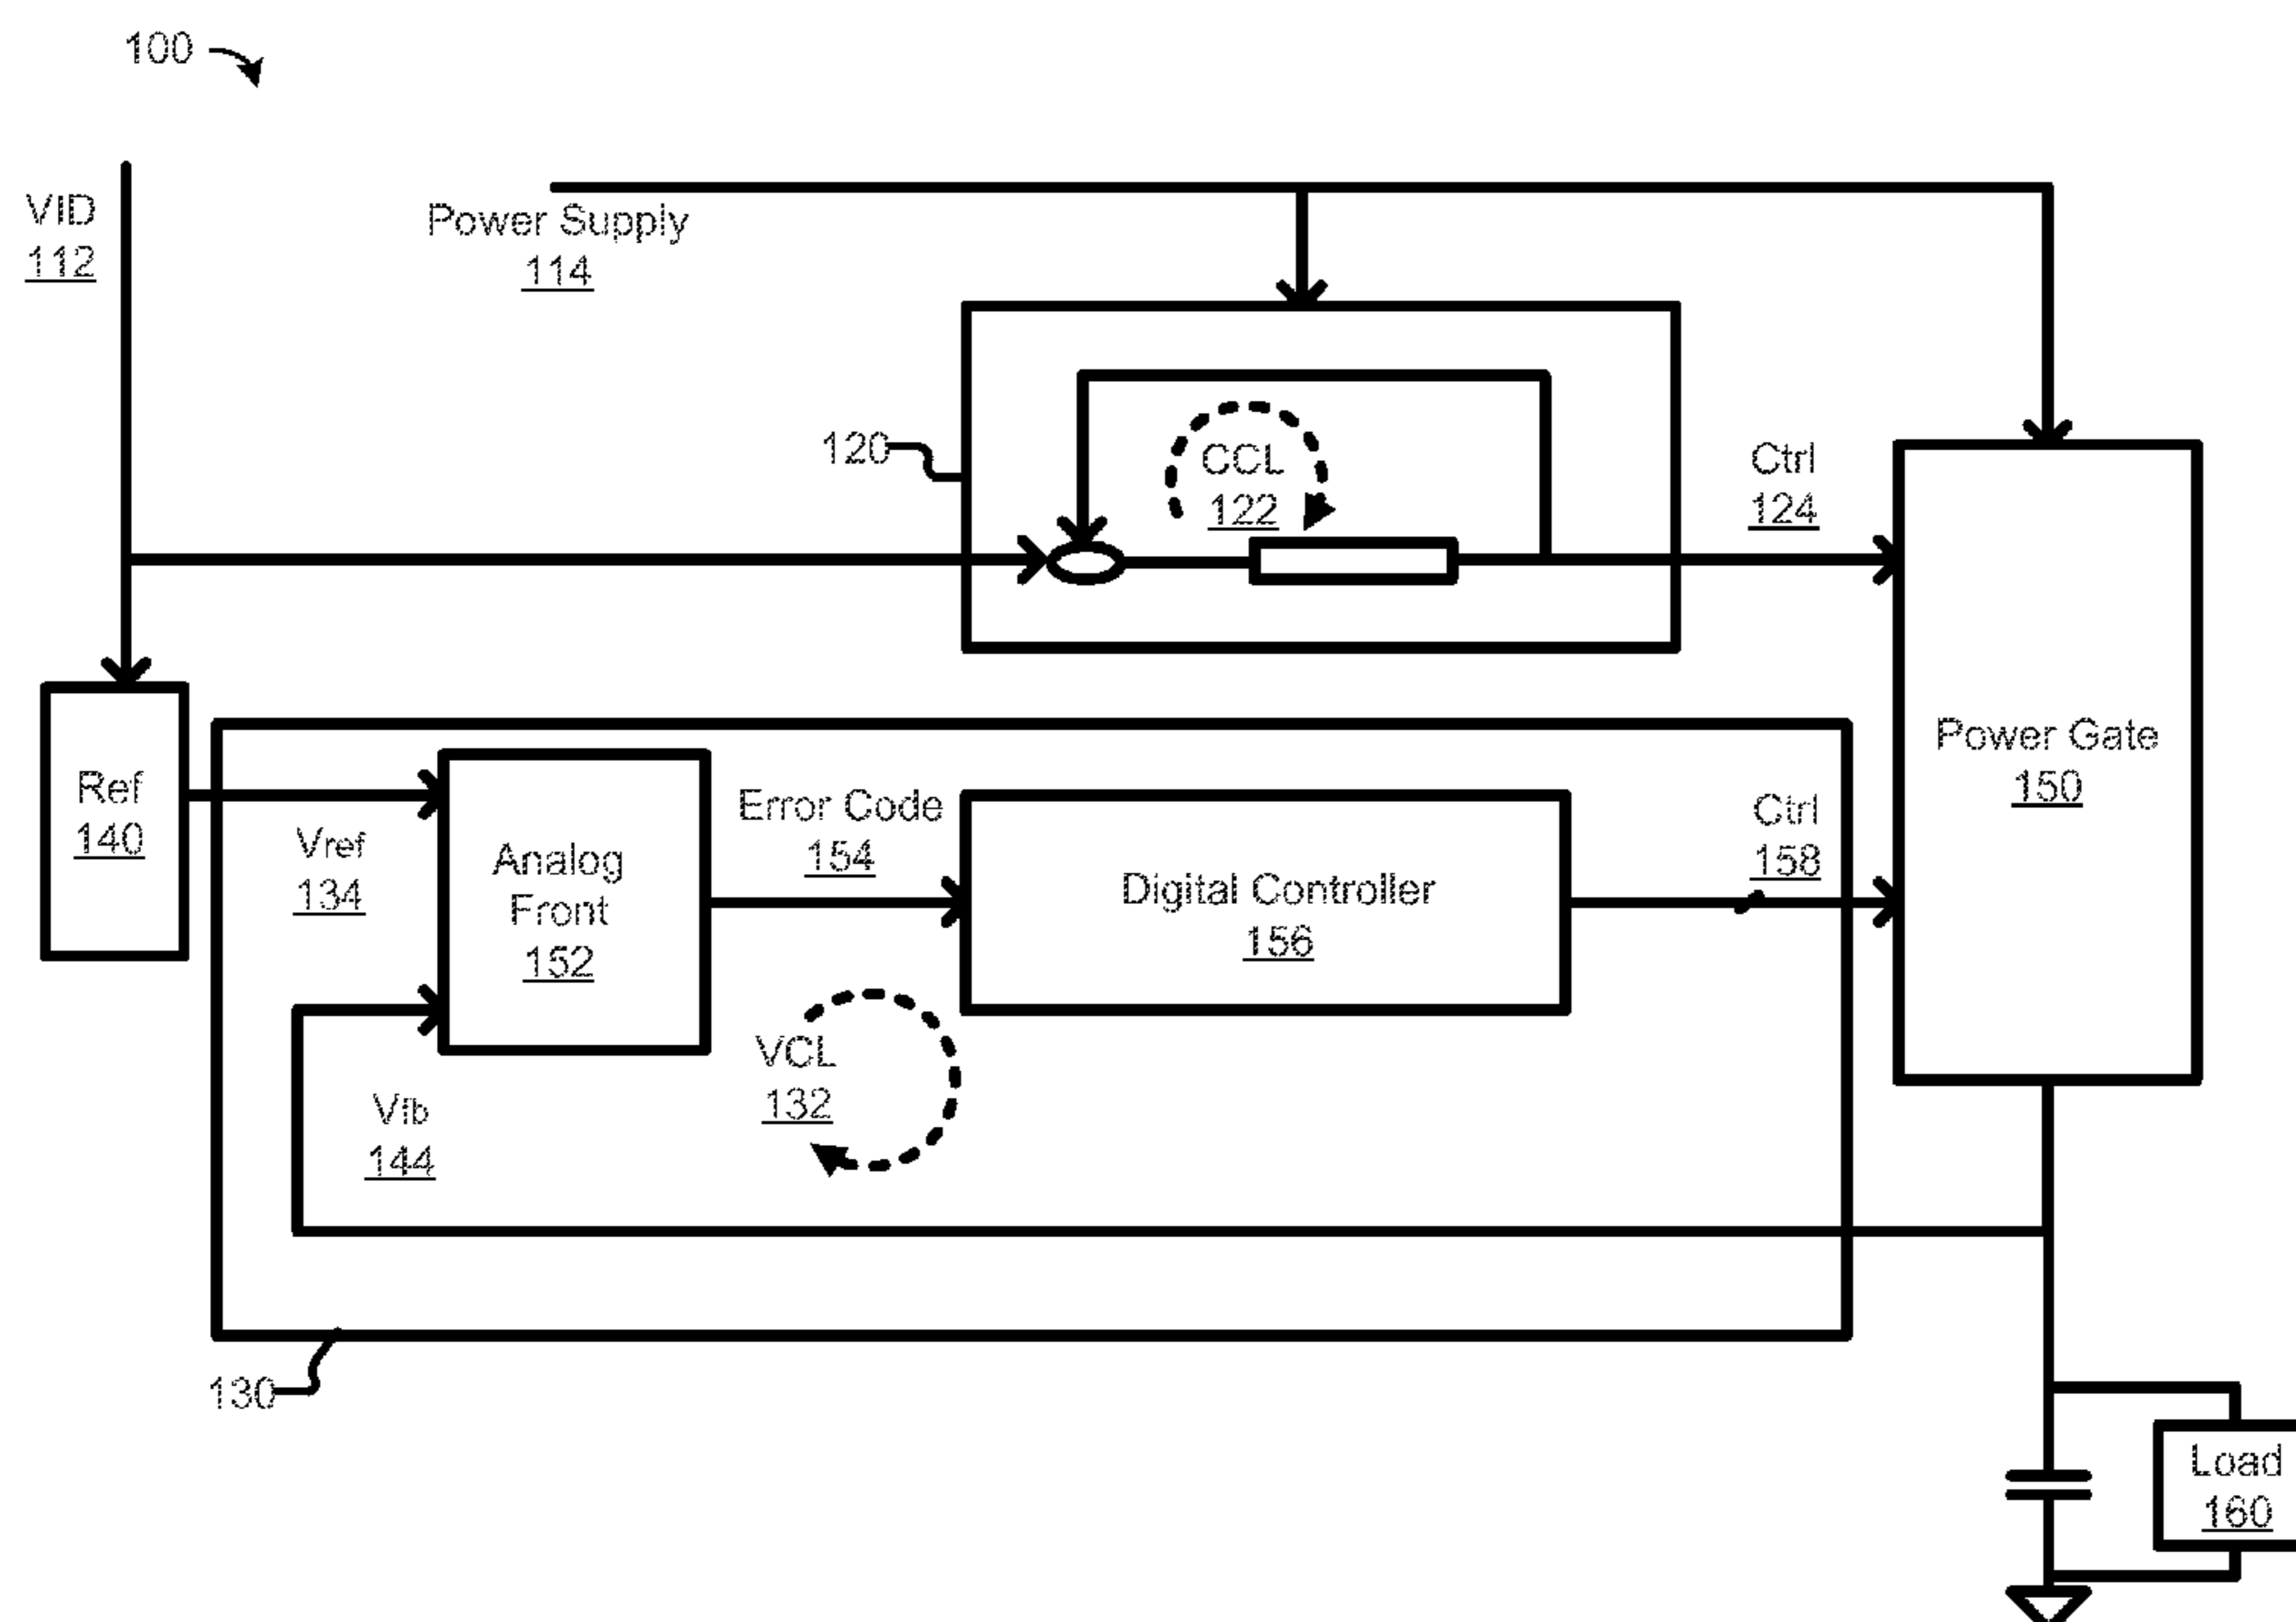 100
VID
112
Power Supply
114
120
CCL
122
Ctrl
124
Ref
140
Vref
134
Analog
Front
152
Error Code
154
Digital Controller
156
Ctrl
158
Power Gate
150
VCL
132
Vfb
144
130
Load
160